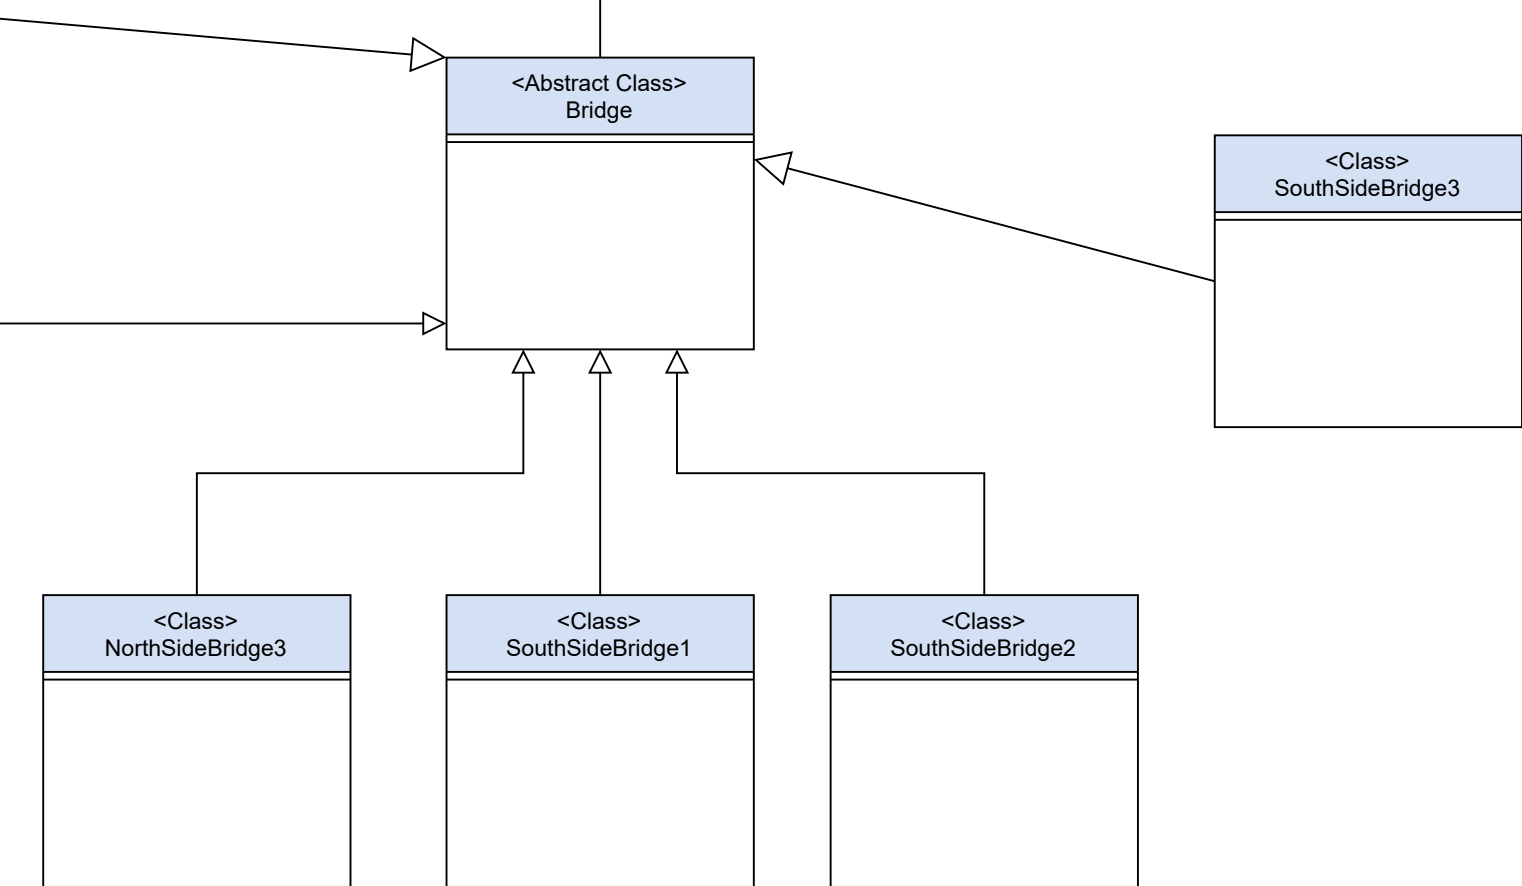 <Abstract Class>
Bridge
<Class>
SouthSideBridge3
<Class>
NorthSideBridge3
<Class>
SouthSideBridge1
<Class>
SouthSideBridge2